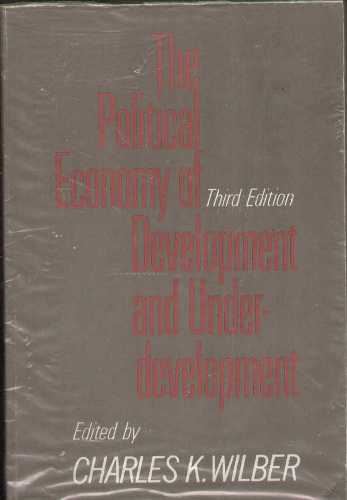 The
Political
Economy of
Third Edition
Development
and Under-
development
Edited by
CHARLES K. WILBER